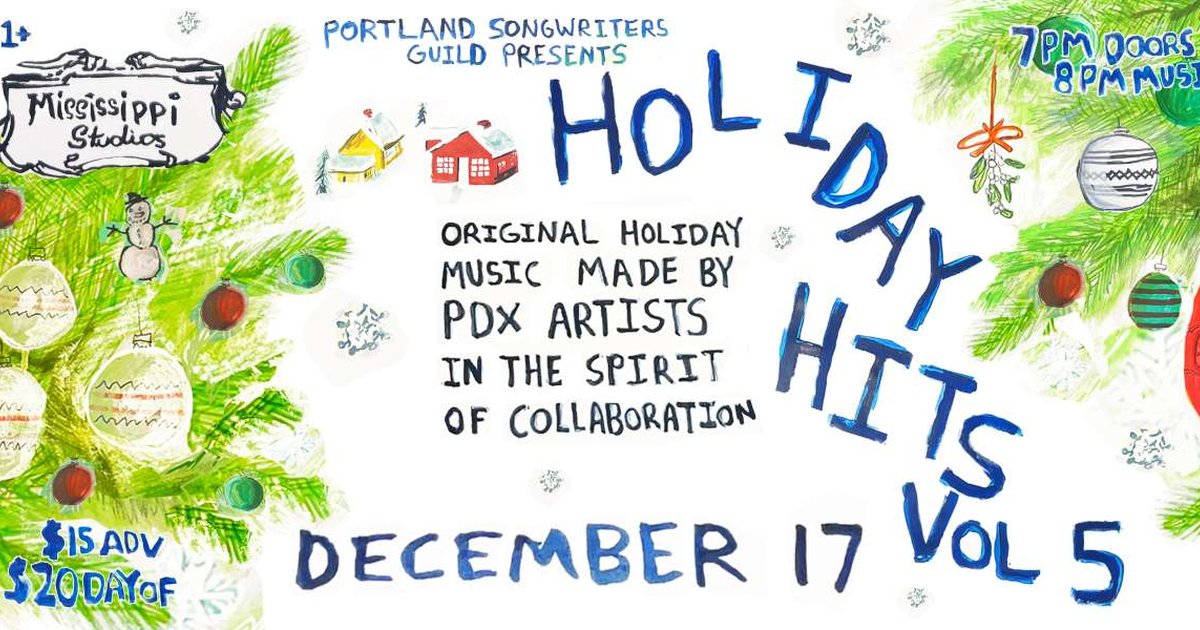 1+
Mississippi
Studios
PORTLAND SONGWRITERS
GUILD PRESENTS
7PM DOORS
8PM MUSI
HOLIDAY
HITS
VOL 5
ORIGINAL HOLIDAY
MUSIC MADE BY
PDX ARTISTS
IN THE SPIRIT
OF COLLABORATION
$15 ADV
$20 DAY OF
DECEMBER 17